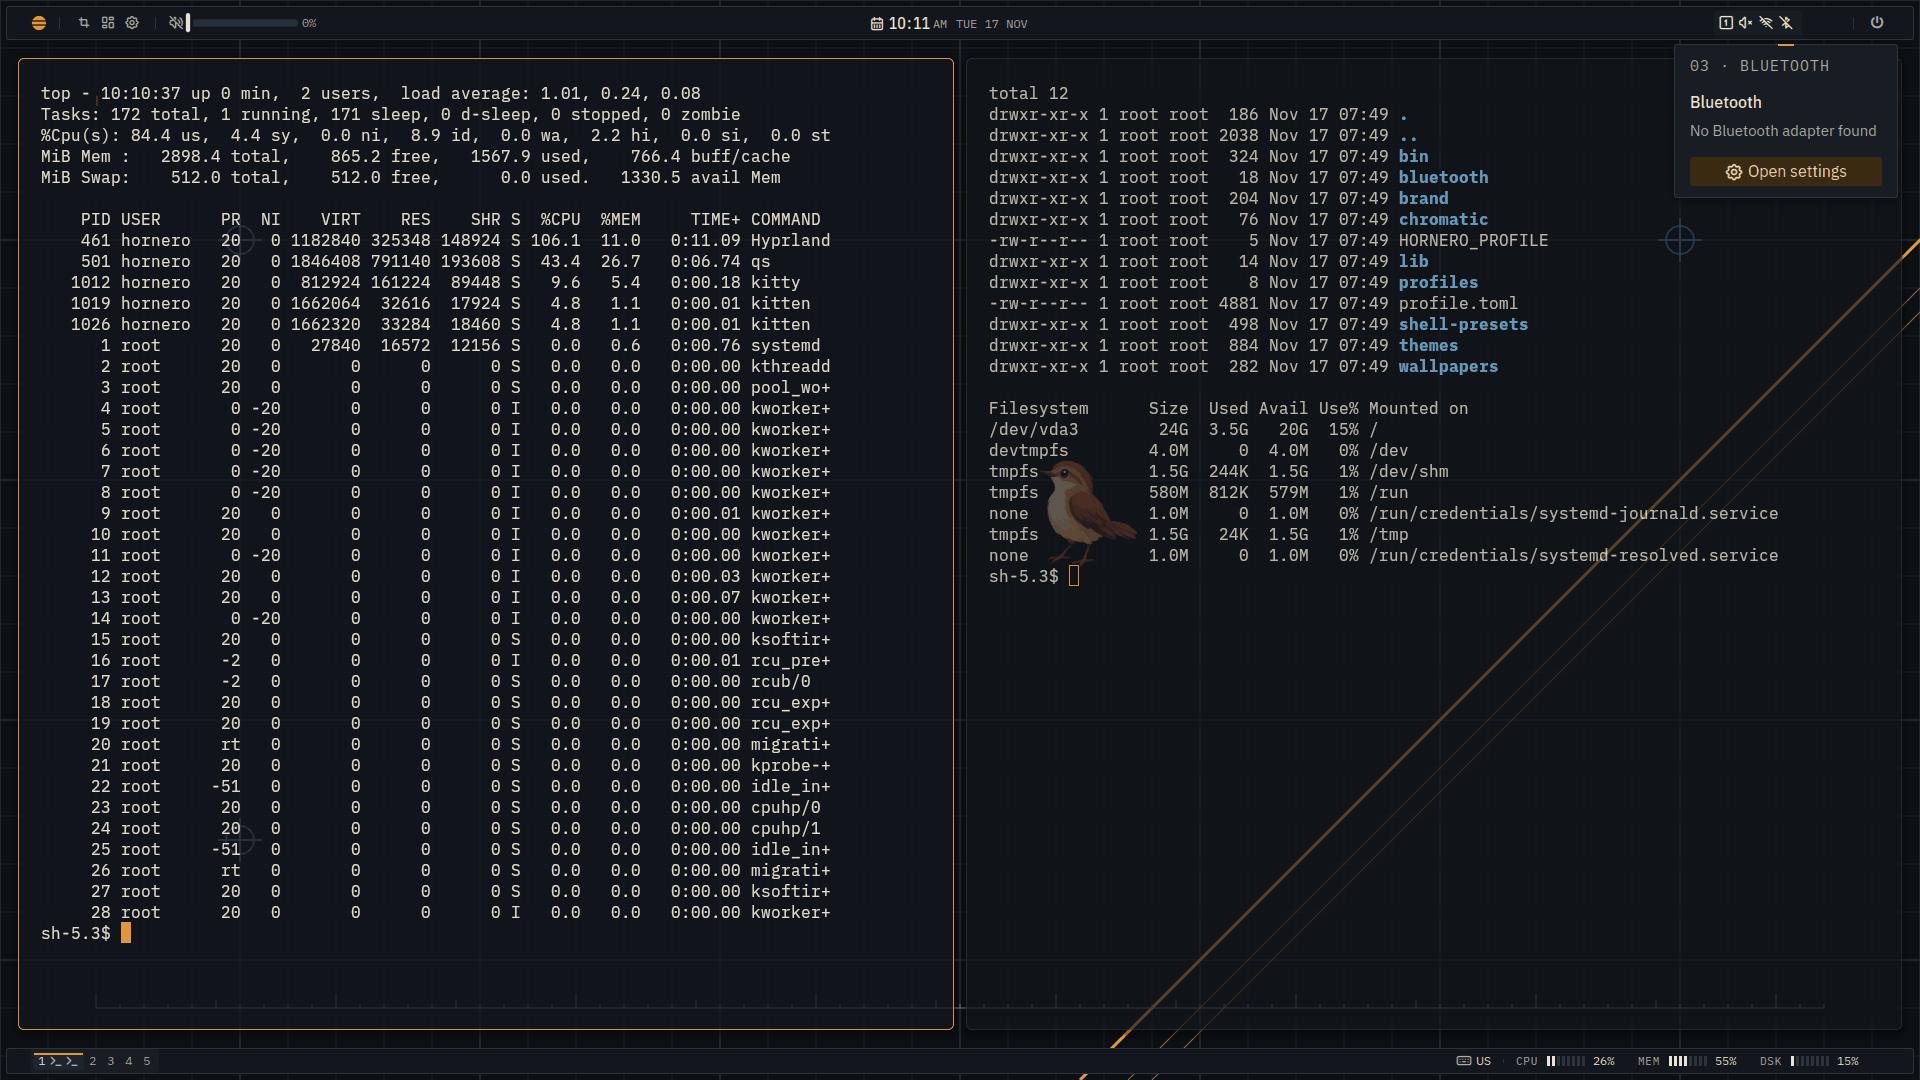 0%
10:11 AM TUE 17 NOV
1
top - 10:10:37 up 0 min,  2 users,  load average: 1.01, 0.24, 0.08
Tasks: 172 total, 1 running, 171 sleep, 0 d-sleep, 0 stopped, 0 zombie
%Cpu(s): 84.4 us,  4.4 sy,  0.0 ni,  8.9 id,  0.0 wa,  2.2 hi,  0.0 si,  0.0 st
MiB Mem :   2898.4 total,    865.2 free,   1567.9 used,    766.4 buff/cache
MiB Swap:    512.0 total,    512.0 free,      0.0 used.   1330.5 avail Mem
PID USER      PR  NI    VIRT    RES    SHR S  %CPU  %MEM     TIME+ COMMAND
461 hornero   20   0 1182840 325348 148924 S 106.1  11.0   0:11.09 Hyprland
501 hornero   20   0 1846408 791140 193608 S  43.4  26.7   0:06.74 qs
1012 hornero   20   0  812924 161224  89448 S   9.6   5.4   0:00.18 kitty
1019 hornero   20   0 1662064  32616  17924 S   4.8   1.1   0:00.01 kitten
1026 hornero   20   0 1662320  33284  18460 S   4.8   1.1   0:00.01 kitten
1 root      20   0   27840  16572  12156 S   0.0   0.6   0:00.76 systemd
2 root      20   0       0      0      0 S   0.0   0.0   0:00.00 kthreadd
3 root      20   0       0      0      0 S   0.0   0.0   0:00.00 pool_wo+
4 root       0 -20       0      0      0 I   0.0   0.0   0:00.00 kworker+
5 root       0 -20       0      0      0 I   0.0   0.0   0:00.00 kworker+
6 root       0 -20       0      0      0 I   0.0   0.0   0:00.00 kworker+
7 root       0 -20       0      0      0 I   0.0   0.0   0:00.00 kworker+
8 root       0 -20       0      0      0 I   0.0   0.0   0:00.00 kworker+
9 root      20   0       0      0      0 I   0.0   0.0   0:00.01 kworker+
10 root      20   0       0      0      0 I   0.0   0.0   0:00.00 kworker+
11 root       0 -20       0      0      0 I   0.0   0.0   0:00.00 kworker+
12 root      20   0       0      0      0 I   0.0   0.0   0:00.03 kworker+
13 root      20   0       0      0      0 I   0.0   0.0   0:00.07 kworker+
14 root       0 -20       0      0      0 I   0.0   0.0   0:00.00 kworker+
15 root      20   0       0      0      0 S   0.0   0.0   0:00.00 ksoftir+
16 root      -2   0       0      0      0 I   0.0   0.0   0:00.01 rcu_pre+
17 root      -2   0       0      0      0 S   0.0   0.0   0:00.00 rcub/0
18 root      20   0       0      0      0 S   0.0   0.0   0:00.00 rcu_exp+
19 root      20   0       0      0      0 S   0.0   0.0   0:00.00 rcu_exp+
20 root      rt   0       0      0      0 S   0.0   0.0   0:00.00 migrati+
21 root      20   0       0      0      0 S   0.0   0.0   0:00.00 kprobe-+
22 root     -51   0       0      0      0 S   0.0   0.0   0:00.00 idle_in+
23 root      20   0       0      0      0 S   0.0   0.0   0:00.00 cpuhp/0
24 root      20   0       0      0      0 S   0.0   0.0   0:00.00 cpuhp/1
25 root     -51   0       0      0      0 S   0.0   0.0   0:00.00 idle_in+
26 root      rt   0       0      0      0 S   0.0   0.0   0:00.00 migrati+
27 root      20   0       0      0      0 S   0.0   0.0   0:00.00 ksoftir+
28 root      20   0       0      0      0 I   0.0   0.0   0:00.00 kworker+
sh-5.3$
total 12
drwxr-xr-x 1 root root  186 Nov 17 07:49 .
drwxr-xr-x 1 root root 2038 Nov 17 07:49 ..
drwxr-xr-x 1 root root  324 Nov 17 07:49 bin
drwxr-xr-x 1 root root   18 Nov 17 07:49 bluetooth
drwxr-xr-x 1 root root  204 Nov 17 07:49 brand
drwxr-xr-x 1 root root   76 Nov 17 07:49 chromatic
-rw-r--r-- 1 root root    5 Nov 17 07:49 HORNERO_PROFILE
drwxr-xr-x 1 root root   14 Nov 17 07:49 lib
drwxr-xr-x 1 root root    8 Nov 17 07:49 profiles
-rw-r--r-- 1 root root 4881 Nov 17 07:49 profile.toml
drwxr-xr-x 1 root root  498 Nov 17 07:49 shell-presets
drwxr-xr-x 1 root root  884 Nov 17 07:49 themes
drwxr-xr-x 1 root root  282 Nov 17 07:49 wallpapers
Filesystem      Size  Used Avail Use% Mounted on
/dev/vda3        24G  3.5G   20G  15% /
devtmpfs        4.0M     0  4.0M   0% /dev
tmpfs           1.5G  244K  1.5G   1% /dev/shm
tmpfs           580M  812K  579M   1% /run
none            1.0M     0  1.0M   0% /run/credentials/systemd-journald.service
tmpfs           1.5G   24K  1.5G   1% /tmp
none            1.0M     0  1.0M   0% /run/credentials/systemd-resolved.service
sh-5.3$
03 · BLUETOOTH
Bluetooth
No Bluetooth adapter found
Open settings
1 2 3 4 5
US CPU 26% MEM 55% DSK 15%